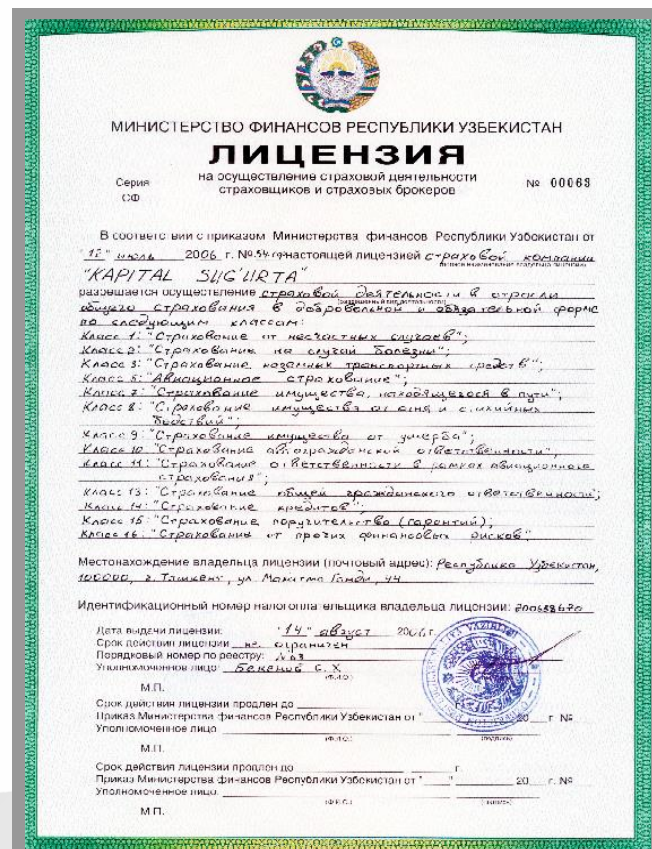 МИНИСТЕРСТВО ФИНАНСОВ РЕСПУБЛИКИ УЗБЕКИСТАН
ЛИЦЕНЗИЯ
на осуществление страховой деятельности
страховщиков и страховых брокеров
Серия
СФ
№ 00069
В соответствии с приказом Министерства финансов Республики Узбекистан от
2006 г. № настоящей лицензией страховой компании
"KAPITAL SUG'URTA"
разрешается осуществление страховой деятельности в отрасли
общего страхования в добровольной и обязательной форме
по следующим классам:
Класс 1: "Страхование от несчастных случаев";
Класс 2: "Страхование на случай болезни";
Класс 3: "Страхование наземных транспортных средств";
Класс 5: "Авиационное страхование";
Класс 7: "Страхование имущества, находящегося в пути";
Класс 8: "Страхование имущества от огня и стихийных
бедствий";
Класс 9: "Страхование имущества от ущерба";
Класс 10 "Страхование автогражданской ответственности",
Класс 11: "Страхование ответственности в рамках авиационного
страхования";
Класс 13: "Страхование общей гражданской ответственности;
Класс 14: "Страхование кредитов";
Класс 15: "Страхование поручительство (гарантий);
Класс 16: "Страхование от прочих финансовых рисков"
Местонахождение владельца лицензии (почтовый адрес): Республика Узбекистан,
100000, г. Ташкент, ул. Махатма Ганди, 44
Идентификационный номер налогоплательщика владельца лицензии:
Дата выдачи лицензии: "14" август 2006 г.
Срок действия лицензии не ограничен
Порядковый номер по реестру:
Уполномоченное лицо: С. Х
(Ф.И.О.)
М.П.
Срок действия лицензии продлен до
Приказ Министерства финансов Республики Узбекистан от " 20 г. №
Уполномоченное лицо
(Ф.И.О.) (подпись)
М.П.
Срок действия лицензии продлен до г.
Приказ Министерства финансов Республики Узбекистан от " " 20 г. №
Уполномоченное лицо
(Ф.И.О.) (подпись)
М.П.